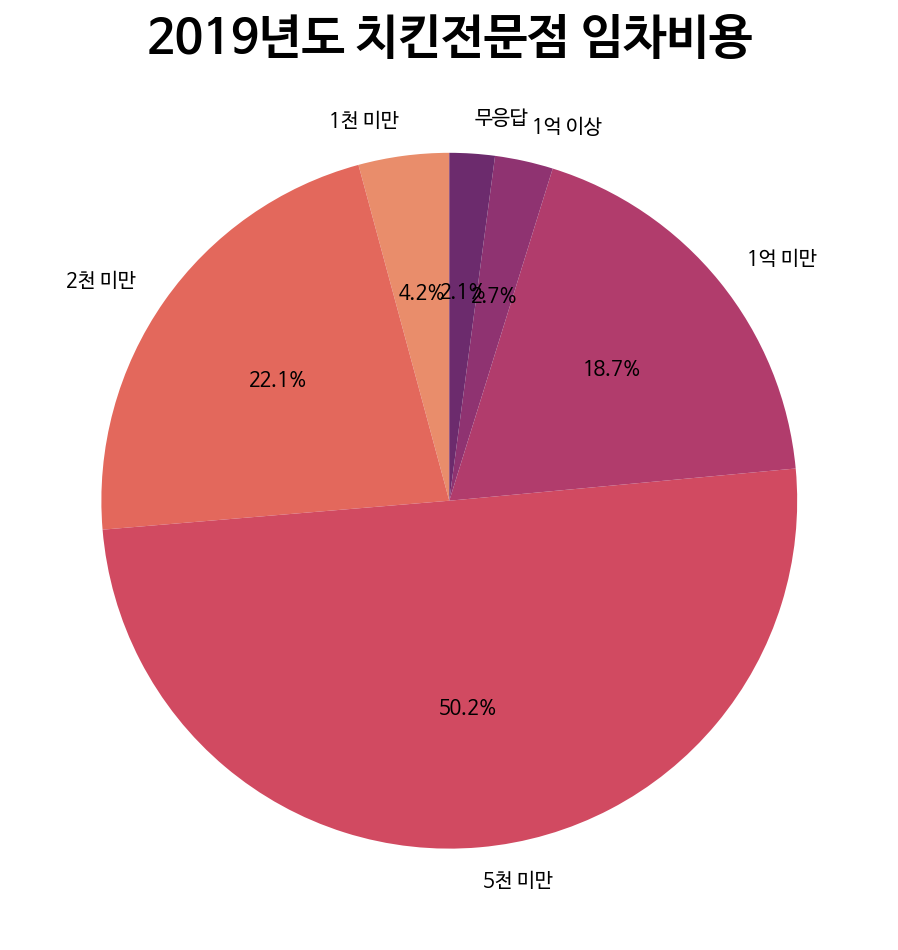 2019년도 치킨전문점 임차비용
1천 미만
무응답
1억 이상
1억 미만
2천 미만
4.2%
2.1%
2.7%
18.7%
22.1%
50.2%
5천 미만